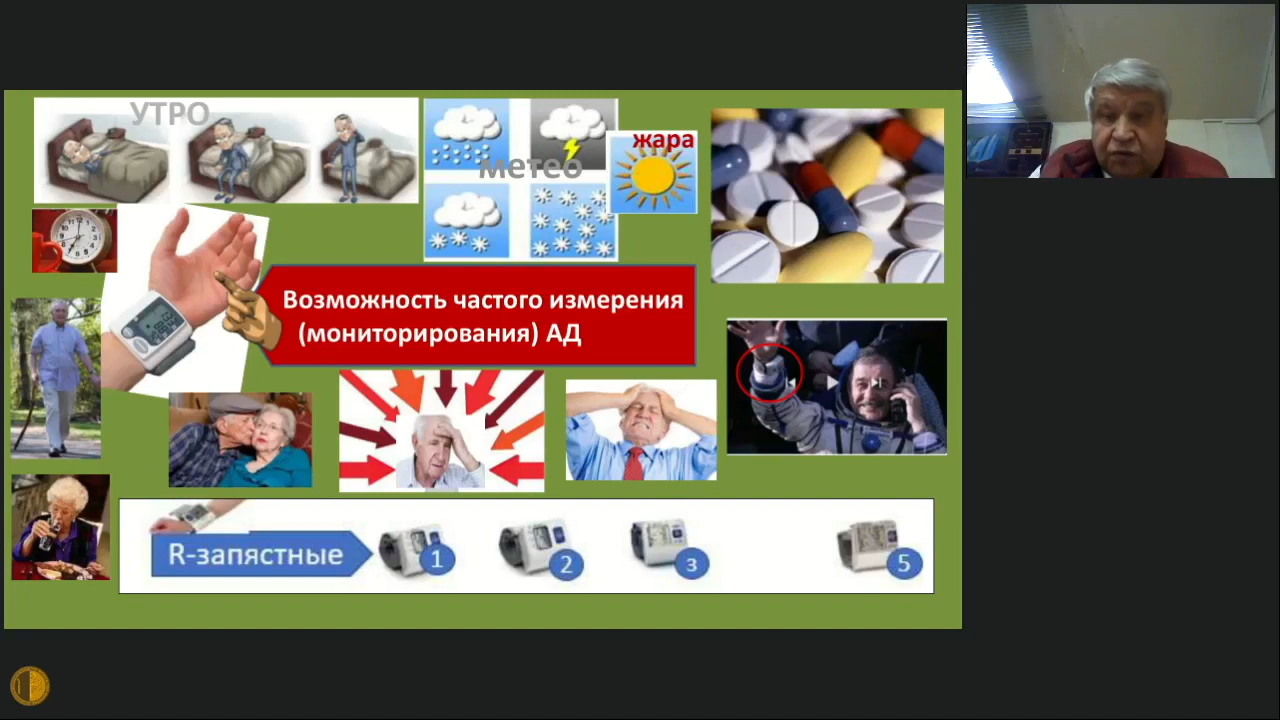 УТРО
метео
жара
Возможность частого измерения
(мониторирования) АД
R-запястные
1
2
3
5